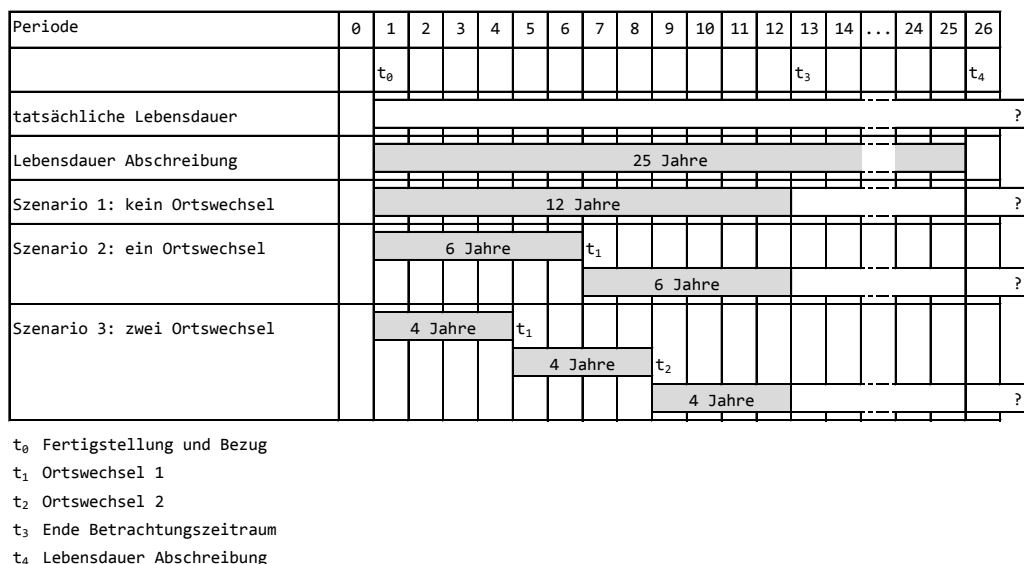 Periode 0 1 2 3 4 5 6 7 8 9 10 11 12 13 14 ... 24 25 26
t₀ t₃ t₄
tatsächliche Lebensdauer ?
Lebensdauer Abschreibung 25 Jahre
Szenario 1: kein Ortswechsel 12 Jahre ?
Szenario 2: ein Ortswechsel 6 Jahre t₁
6 Jahre ?
Szenario 3: zwei Ortswechsel 4 Jahre t₁
4 Jahre t₂
4 Jahre ?
t₀ Fertigstellung und Bezug
t₁ Ortswechsel 1
t₂ Ortswechsel 2
t₃ Ende Betrachtungszeitraum
t₄ Lebensdauer Abschreibung